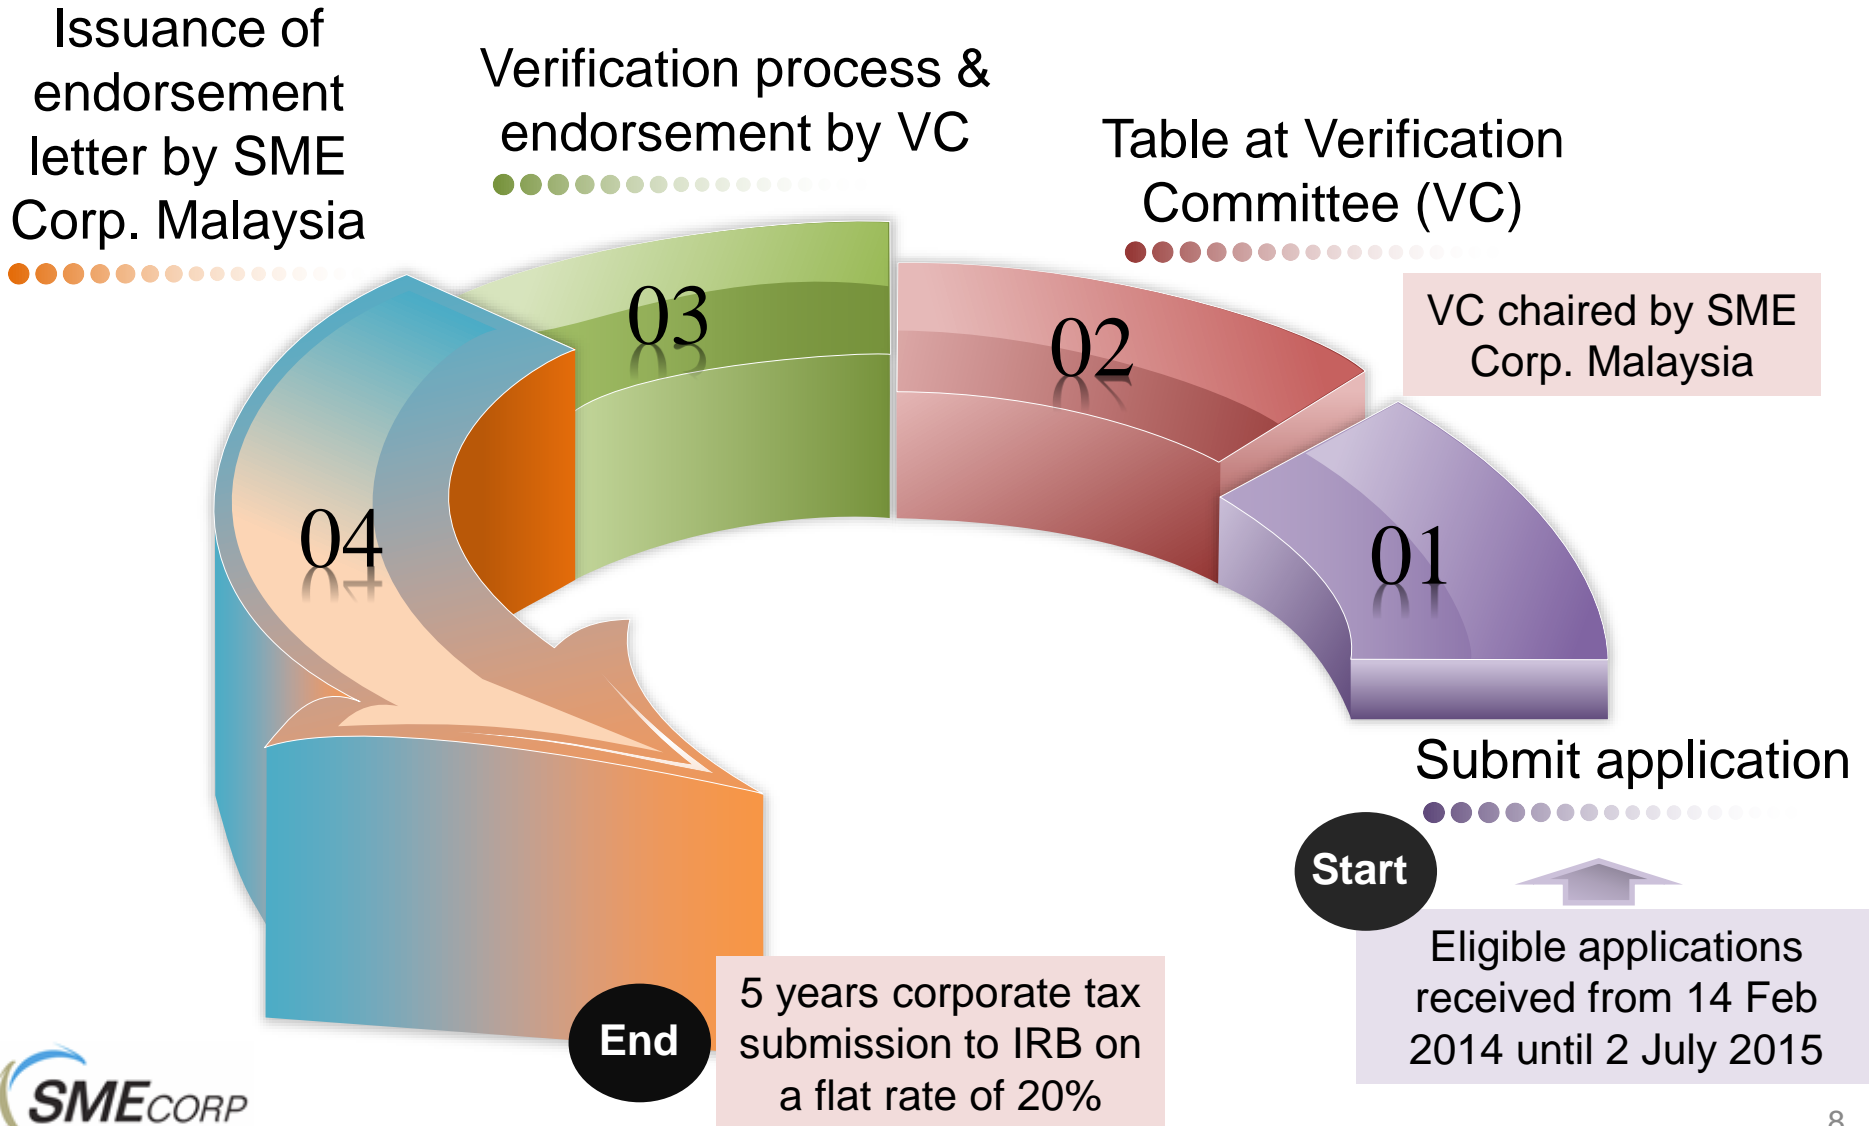 Issuance of
endorsement
letter by SME
Corp. Malaysia
Verification process &
endorsement by VC
Table at Verification
Committee (VC)
VC chaired by SME
Corp. Malaysia
03
02
04
01
Submit application
Start
Eligible applications
received from 14 Feb
2014 until 2 July 2015
End
5 years corporate tax
submission to IRB on
a flat rate of 20%
SMECORP
8